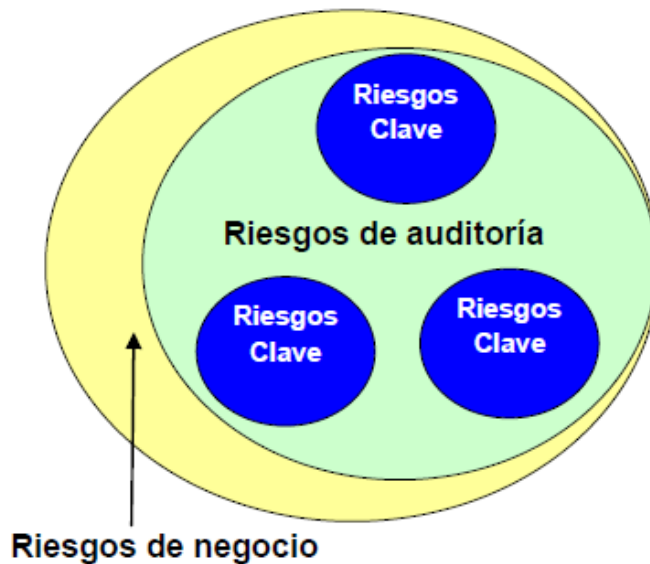 Riesgos
Clave
Riesgos de auditoría
Riesgos
Clave
Riesgos
Clave
Riesgos de negocio